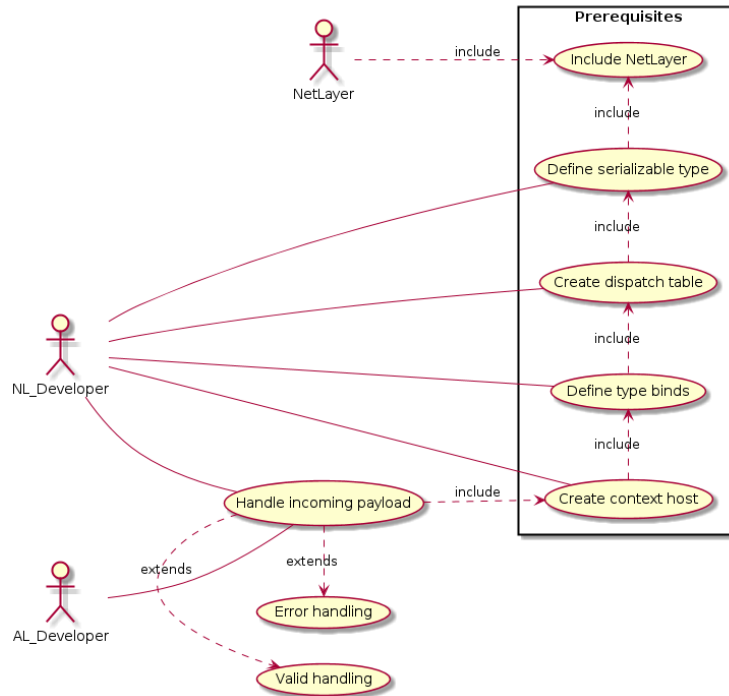 Prerequisites
include
Include NetLayer
NetLayer
include
Define serializable type
include
Create dispatch table
include
NL_Developer
Define type binds
include
Handle incoming payload
include
Create context host
extends
extends
Error handling
AL_Developer
Valid handling